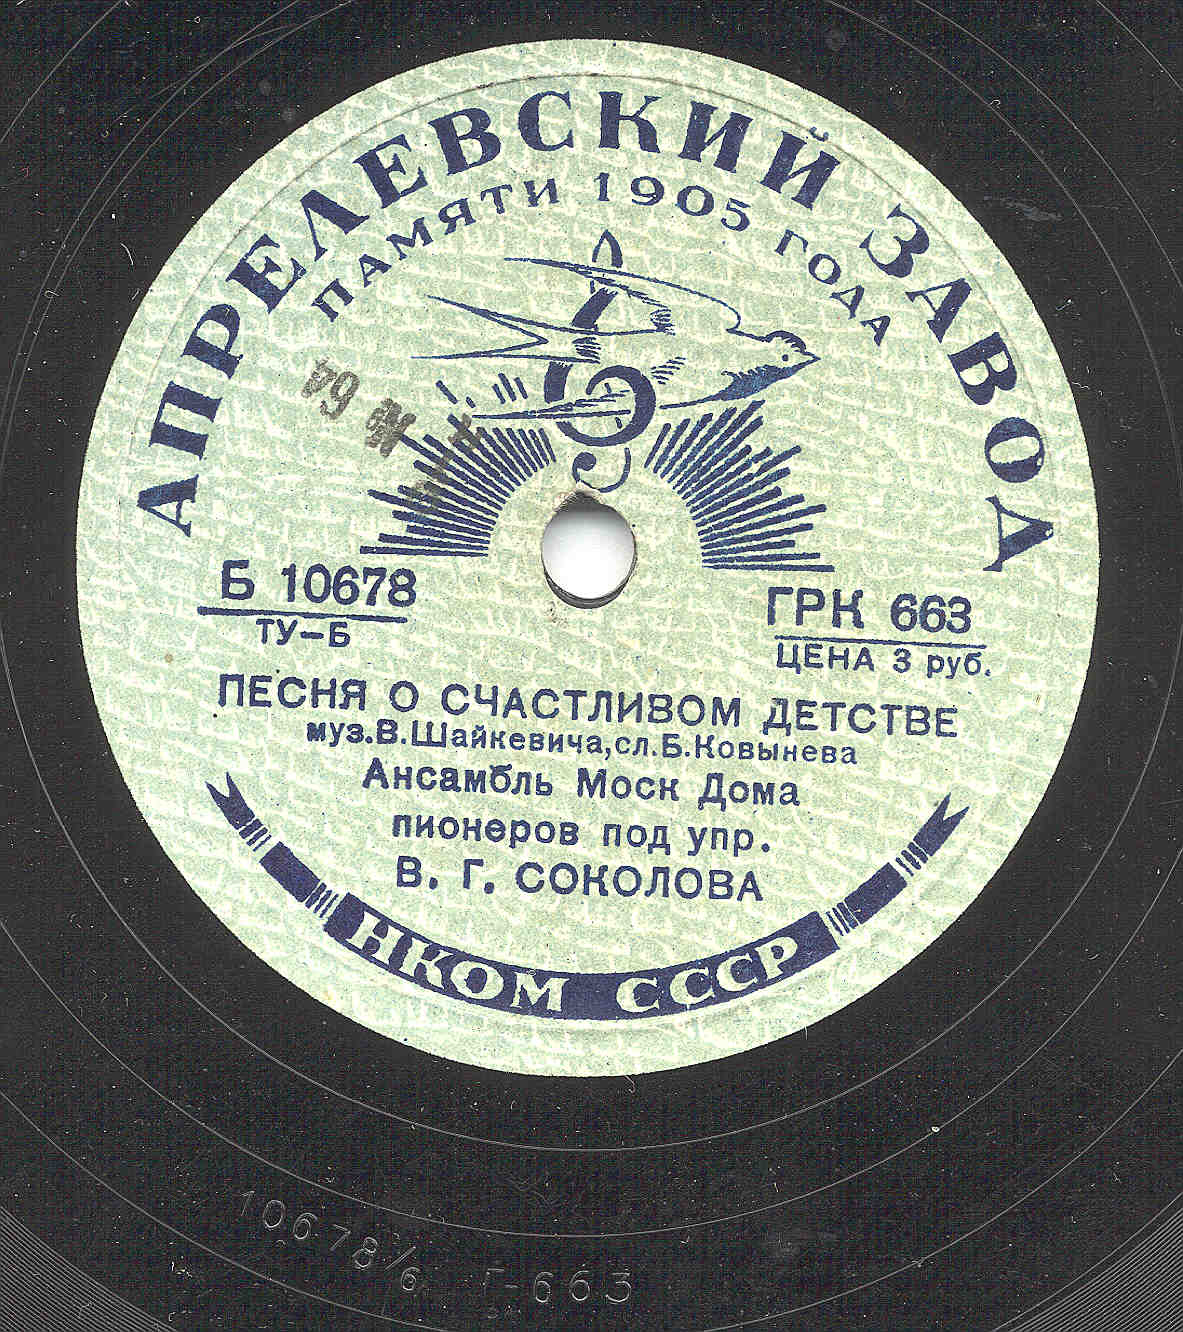 АПРЕЛЕВСКИЙ ЗАВОД
ПАМЯТИ 1905 ГОДА
№ 64
Б 10678
ТУ-Б
ГРК 663
ЦЕНА 3 руб.
ПЕСНЯ О СЧАСТЛИВОМ ДЕТСТВЕ
муз.В.Шайкевича,сл.Б.Ковынева
Ансамбль Моск Дома
пионеров под упр.
В. Г. СОКОЛОВА
НКОМ СССР
10678/6 Г-663